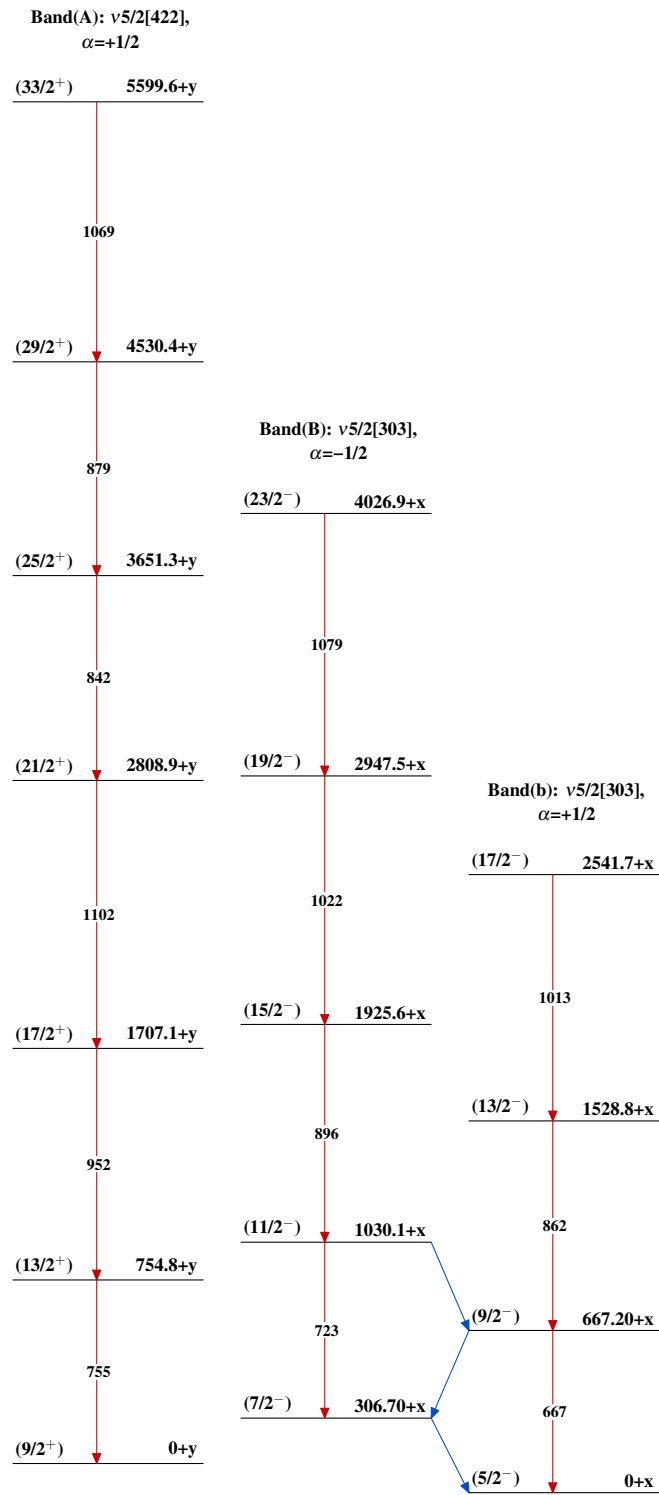 Band(A): ν5/2[422],
α=+1/2
(33/2⁺) 5599.6+y
1069
(29/2⁺) 4530.4+y
879
(25/2⁺) 3651.3+y
842
(21/2⁺) 2808.9+y
1102
(17/2⁺) 1707.1+y
952
(13/2⁺) 754.8+y
755
(9/2⁺) 0+y
Band(B): ν5/2[303],
α=−1/2
(23/2⁻) 4026.9+x
1079
(19/2⁻) 2947.5+x
1022
(15/2⁻) 1925.6+x
896
(11/2⁻) 1030.1+x
723
(7/2⁻) 306.70+x
Band(b): ν5/2[303],
α=+1/2
(17/2⁻) 2541.7+x
1013
(13/2⁻) 1528.8+x
862
(9/2⁻) 667.20+x
667
(5/2⁻) 0+x